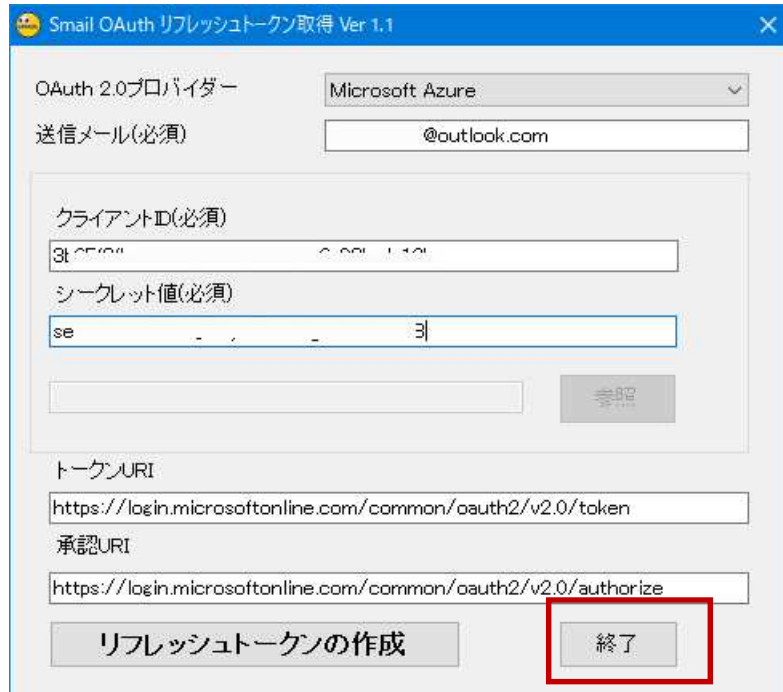 Smail OAuth リフレッシュトークン取得 Ver 1.1
OAuth 2.0プロバイダー
Microsoft Azure
送信メール(必須)
@outlook.com
クライアントID(必須)
シークレット値(必須)
se
参照
トークンURI
https://login.microsoftonline.com/common/oauth2/v2.0/token
承認URI
https://login.microsoftonline.com/common/oauth2/v2.0/authorize
リフレッシュトークンの作成
終了